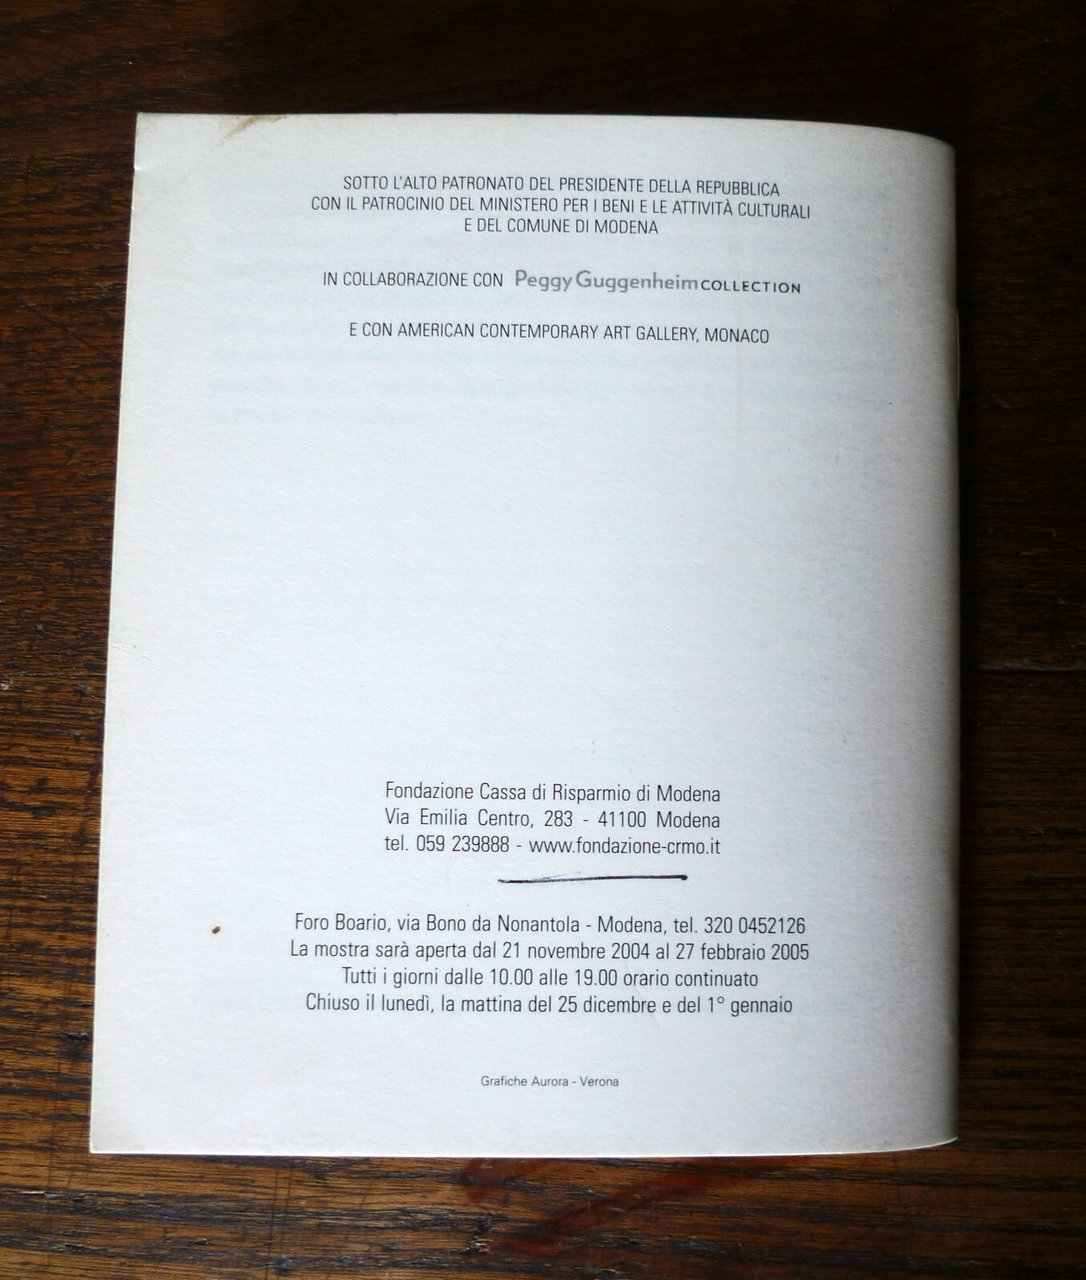 SOTTO L'ALTO PATRONATO DEL PRESIDENTE DELLA REPUBBLICA
CON IL PATROCINIO DEL MINISTERO PER I BENI E LE ATTIVITÀ CULTURALI
E DEL COMUNE DI MODENA
IN COLLABORAZIONE CON Peggy Guggenheim COLLECTION
E CON AMERICAN CONTEMPORARY ART GALLERY, MONACO
Fondazione Cassa di Risparmio di Modena
Via Emilia Centro, 283 - 41100 Modena
tel. 059 239888 - www.fondazione-crmo.it
Foro Boario, via Bono da Nonantola - Modena, tel. 320 0452126
La mostra sarà aperta dal 21 novembre 2004 al 27 febbraio 2005
Tutti i giorni dalle 10.00 alle 19.00 orario continuato
Chiuso il lunedì, la mattina del 25 dicembre e del 1° gennaio
Grafiche Aurora - Verona